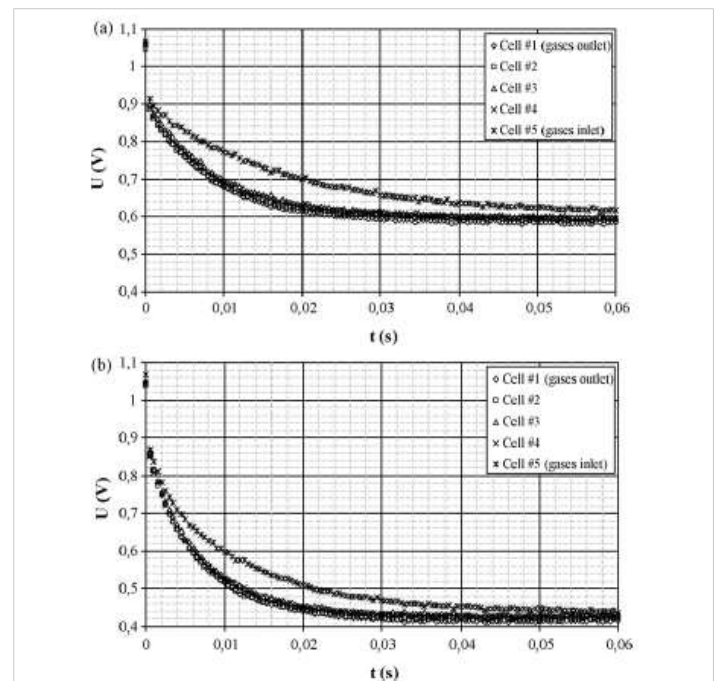 (a)
1,1
1
0,9
0,8
0,7
0,6
0,5
0,4
U (V)
0
0,01
0,02
0,03
0,04
0,05
0,06
t (s)
Cell #1 (gases outlet)
Cell #2
Cell #3
Cell #4
Cell #5 (gases inlet)
(b)
1,1
1
0,9
0,8
0,7
0,6
0,5
0,4
U (V)
0
0,01
0,02
0,03
0,04
0,05
0,06
t (s)
Cell #1 (gases outlet)
Cell #2
Cell #3
Cell #4
Cell #5 (gases inlet)